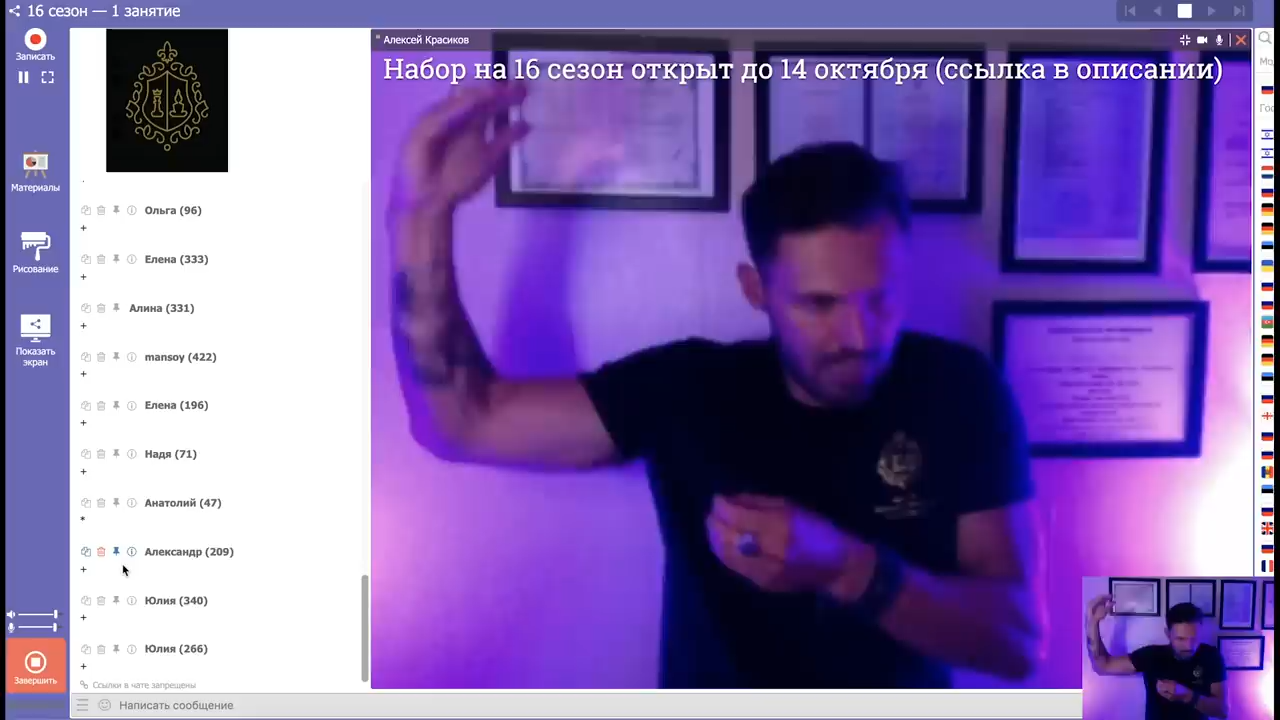 16 сезон — 1 занятие
Записать
Материалы
Рисование
Показать
экран
Завершить
Ольга (96)
+
Елена (333)
+
Алина (331)
+
mansoy (422)
+
Елена (196)
+
Надя (71)
+
Анатолий (47)
*
Александр (209)
+
Юлия (340)
+
Юлия (266)
+
Ссылки в чате запрещены
Написать сообщение
Алексей Красиков
Набор на 16 сезон открыт до 14 октября (ссылка в описании)